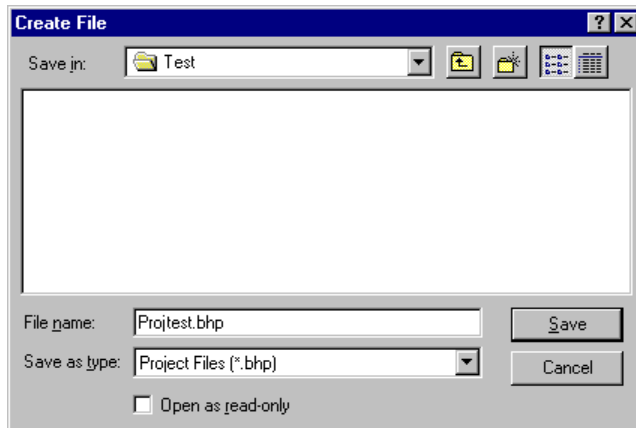 Create File
Save in: Test
File name: Projtest.bhp
Save
Save as type: Project Files (*.bhp)
Cancel
Open as read-only